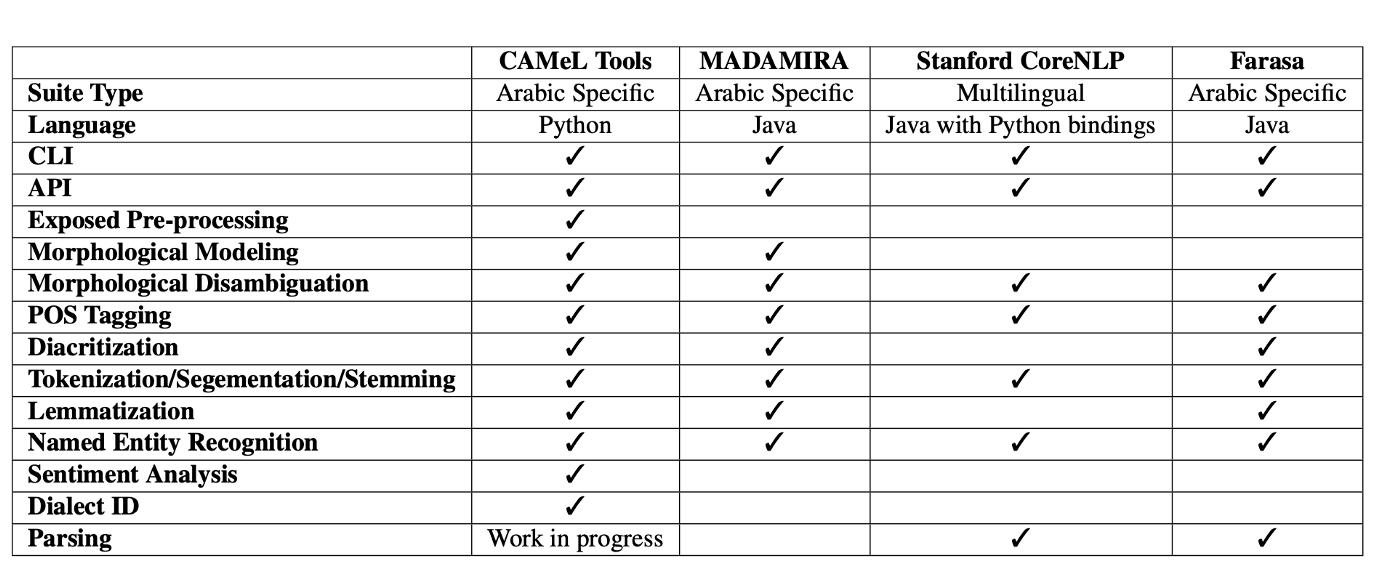 CAMeL Tools MADAMIRA Stanford CoreNLP Farasa
Suite Type Arabic Specific Arabic Specific Multilingual Arabic Specific
Language Python Java Java with Python bindings Java
CLI ✓ ✓ ✓ ✓
API ✓ ✓ ✓ ✓
Exposed Pre-processing ✓
Morphological Modeling ✓ ✓
Morphological Disambiguation ✓ ✓ ✓ ✓
POS Tagging ✓ ✓ ✓ ✓
Diacritization ✓ ✓ ✓
Tokenization/Segementation/Stemming ✓ ✓ ✓ ✓
Lemmatization ✓ ✓ ✓
Named Entity Recognition ✓ ✓ ✓ ✓
Sentiment Analysis ✓
Dialect ID ✓
Parsing Work in progress ✓ ✓